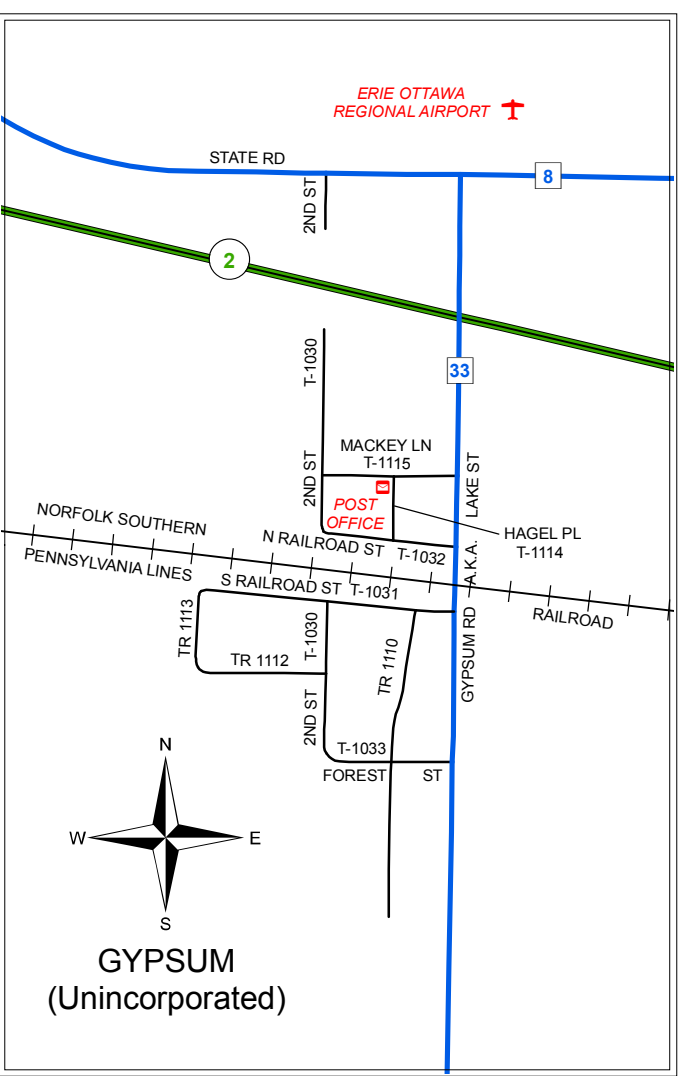 ERIE OTTAWA
REGIONAL AIRPORT
STATE RD
8
2ND ST
2
T-1030
33
MACKEY LN
T-1115
2ND ST
LAKE ST
POST
OFFICE
NORFOLK SOUTHERN
N RAILROAD ST T-1032
HAGEL PL
T-1114
A.K.A.
PENNSYLVANIA LINES
S RAILROAD ST T-1031
RAILROAD
TR 1113
T-1030
TR 1110
GYPSUM RD
TR 1112
2ND ST
T-1033
FOREST ST
N
W
E
S
GYPSUM
(Unincorporated)